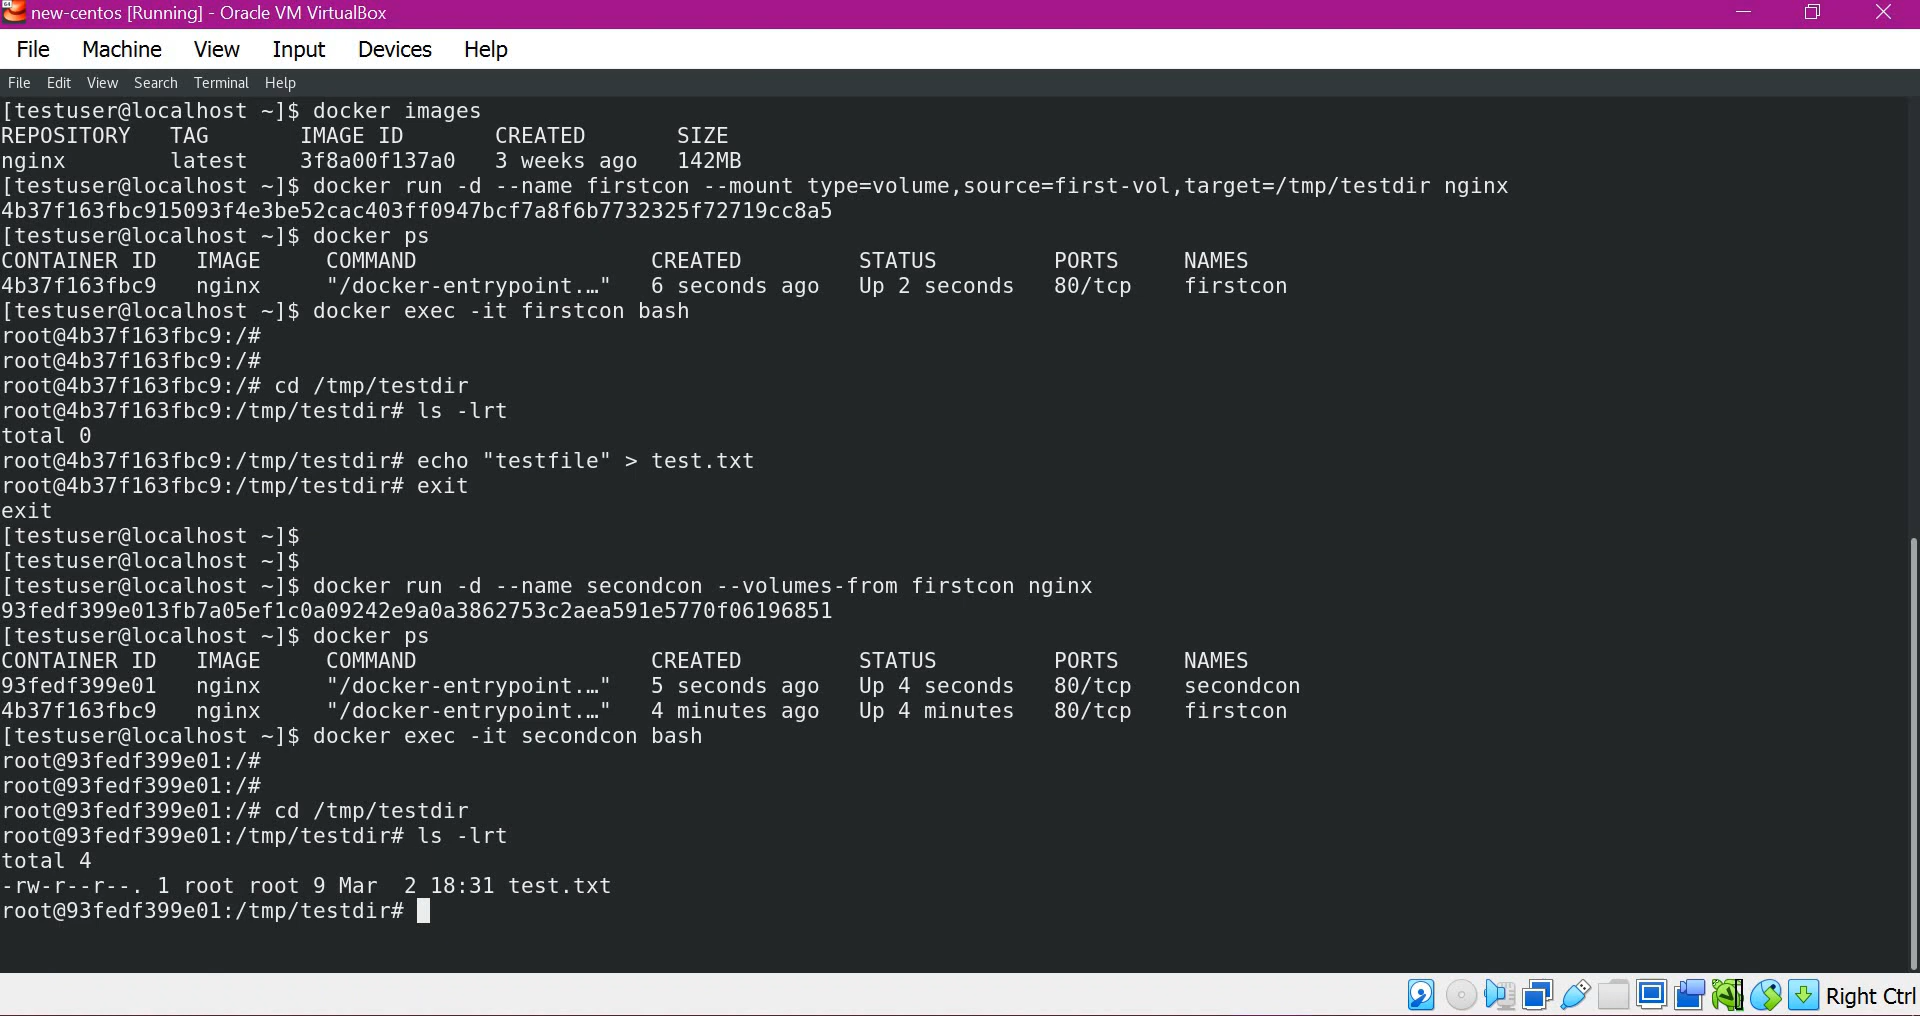 new-centos [Running] - Oracle VM VirtualBox
File Machine View Input Devices Help
File Edit View Search Terminal Help
[testuser@localhost ~]$ docker images
REPOSITORY   TAG       IMAGE ID       CREATED       SIZE
nginx        latest    3f8a00f137a0   3 weeks ago   142MB
[testuser@localhost ~]$ docker run -d --name firstcon --mount type=volume,source=first-vol,target=/tmp/testdir nginx
4b37f163fbc915093f4e3be52cac403ff0947bcf7a8f6b7732325f72719cc8a5
[testuser@localhost ~]$ docker ps
CONTAINER ID   IMAGE     COMMAND                  CREATED         STATUS         PORTS     NAMES
4b37f163fbc9   nginx     "/docker-entrypoint.…"   6 seconds ago   Up 2 seconds   80/tcp    firstcon
[testuser@localhost ~]$ docker exec -it firstcon bash
root@4b37f163fbc9:/#
root@4b37f163fbc9:/#
root@4b37f163fbc9:/# cd /tmp/testdir
root@4b37f163fbc9:/tmp/testdir# ls -lrt
total 0
root@4b37f163fbc9:/tmp/testdir# echo "testfile" > test.txt
root@4b37f163fbc9:/tmp/testdir# exit
exit
[testuser@localhost ~]$
[testuser@localhost ~]$
[testuser@localhost ~]$ docker run -d --name secondcon --volumes-from firstcon nginx
93fedf399e013fb7a05ef1c0a09242e9a0a3862753c2aea591e5770f06196851
[testuser@localhost ~]$ docker ps
CONTAINER ID   IMAGE     COMMAND                  CREATED         STATUS         PORTS     NAMES
93fedf399e01   nginx     "/docker-entrypoint.…"   5 seconds ago   Up 4 seconds   80/tcp    secondcon
4b37f163fbc9   nginx     "/docker-entrypoint.…"   4 minutes ago   Up 4 minutes   80/tcp    firstcon
[testuser@localhost ~]$ docker exec -it secondcon bash
root@93fedf399e01:/#
root@93fedf399e01:/#
root@93fedf399e01:/# cd /tmp/testdir
root@93fedf399e01:/tmp/testdir# ls -lrt
total 4
-rw-r--r--. 1 root root 9 Mar  2 18:31 test.txt
root@93fedf399e01:/tmp/testdir#
Right Ctrl